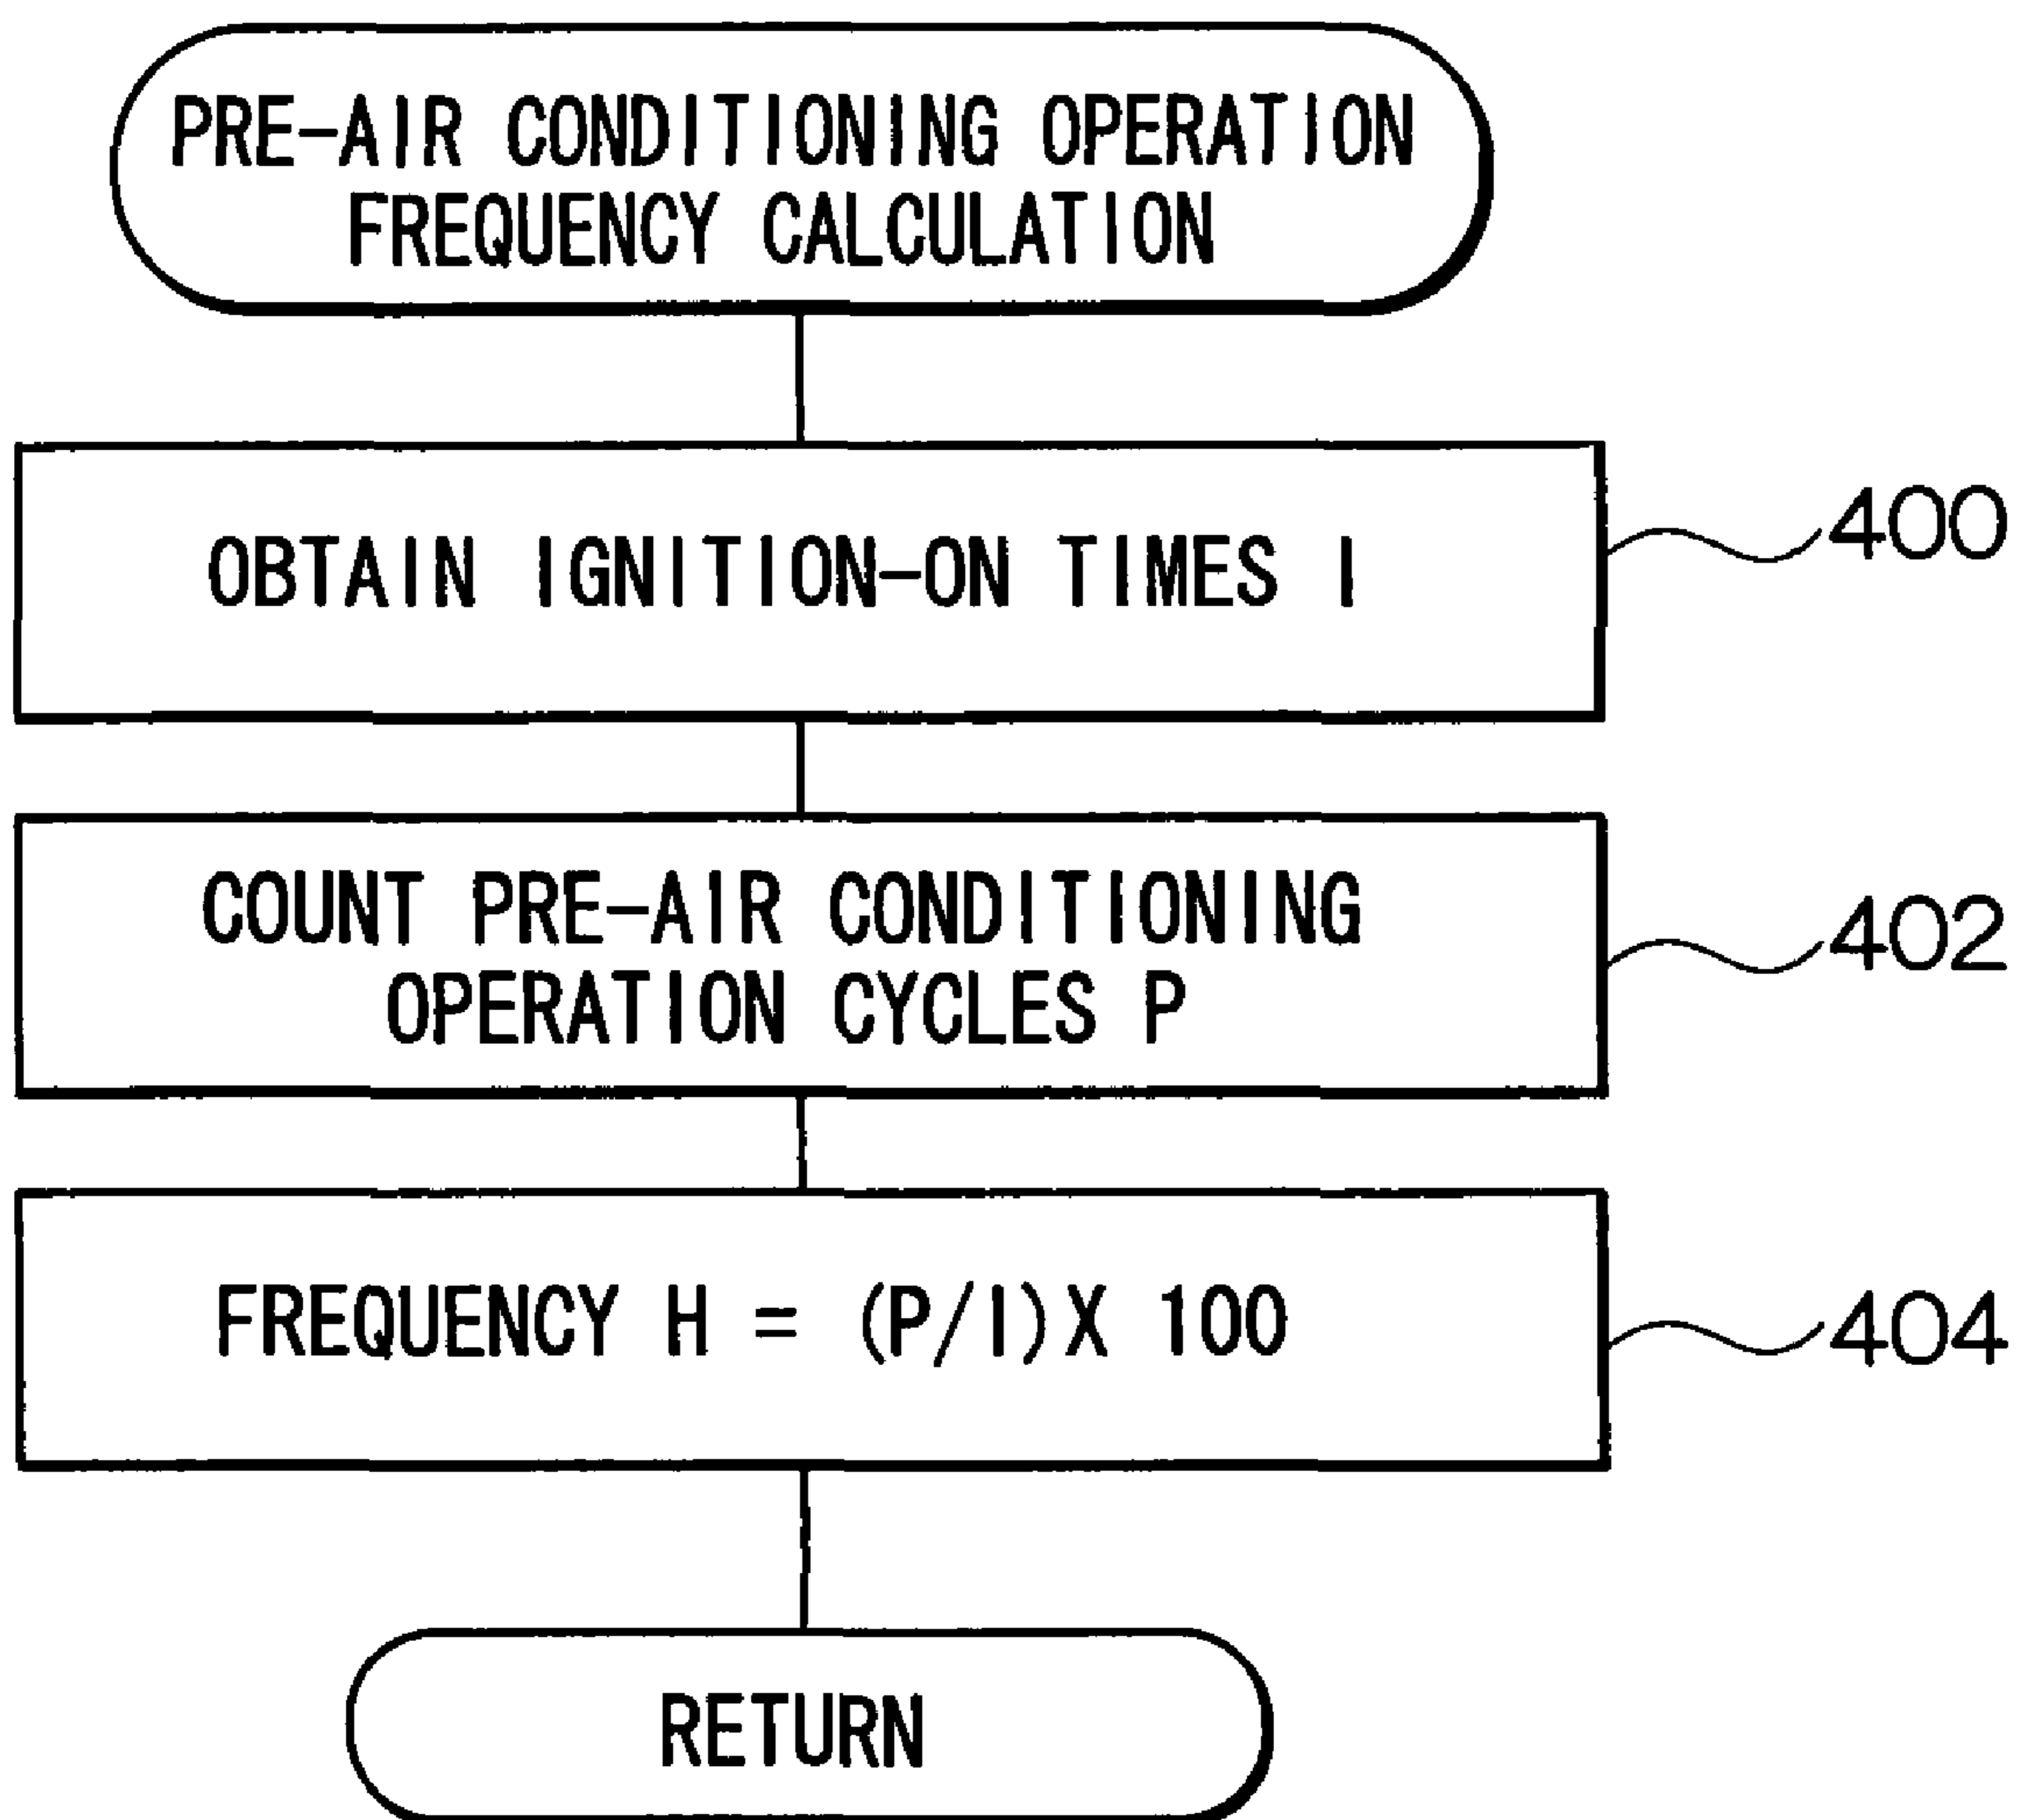 PRE-AIR CONDITIONING OPERATION
FREQUENCY CALCULATION
OBTAIN IGNITION-ON TIMES I
400
COUNT PRE-AIR CONDITIONING
OPERATION CYCLES P
402
FREQUENCY H = (P/I)X 100
404
RETURN